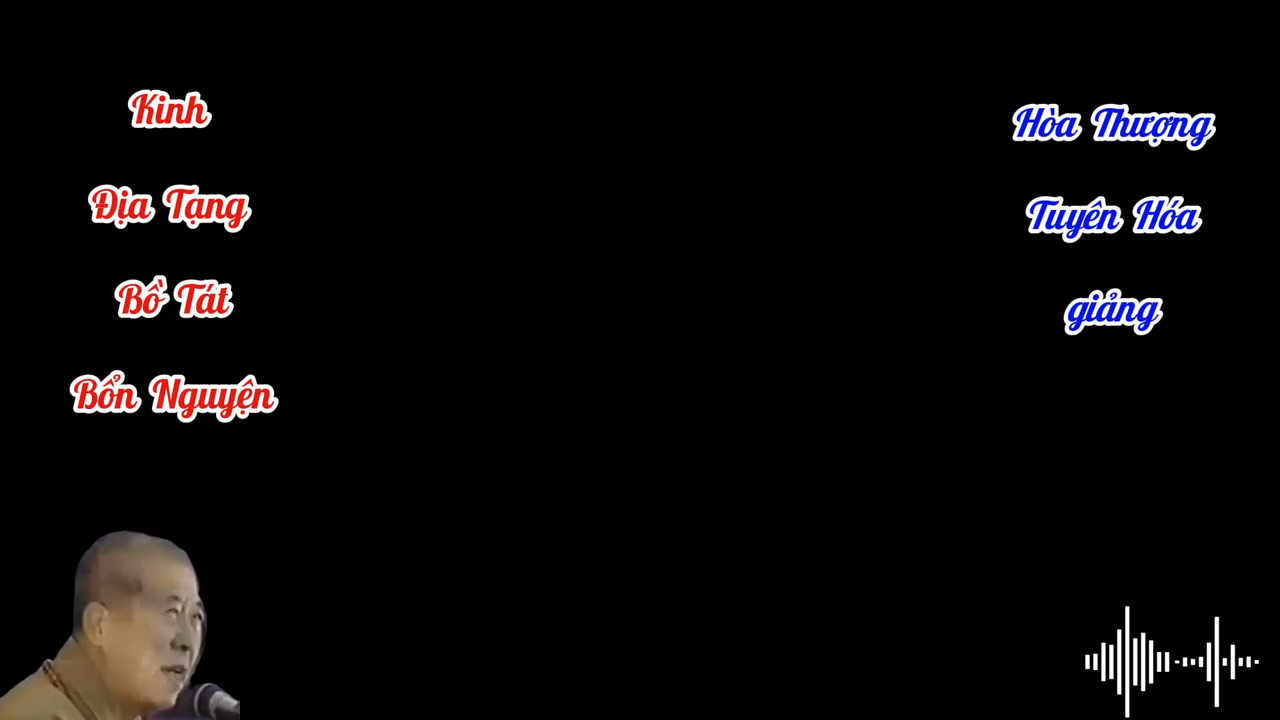 Kinh
Địa Tạng
Bồ Tát
Bổn Nguyện
Hòa Thượng
Tuyên Hóa
giảng